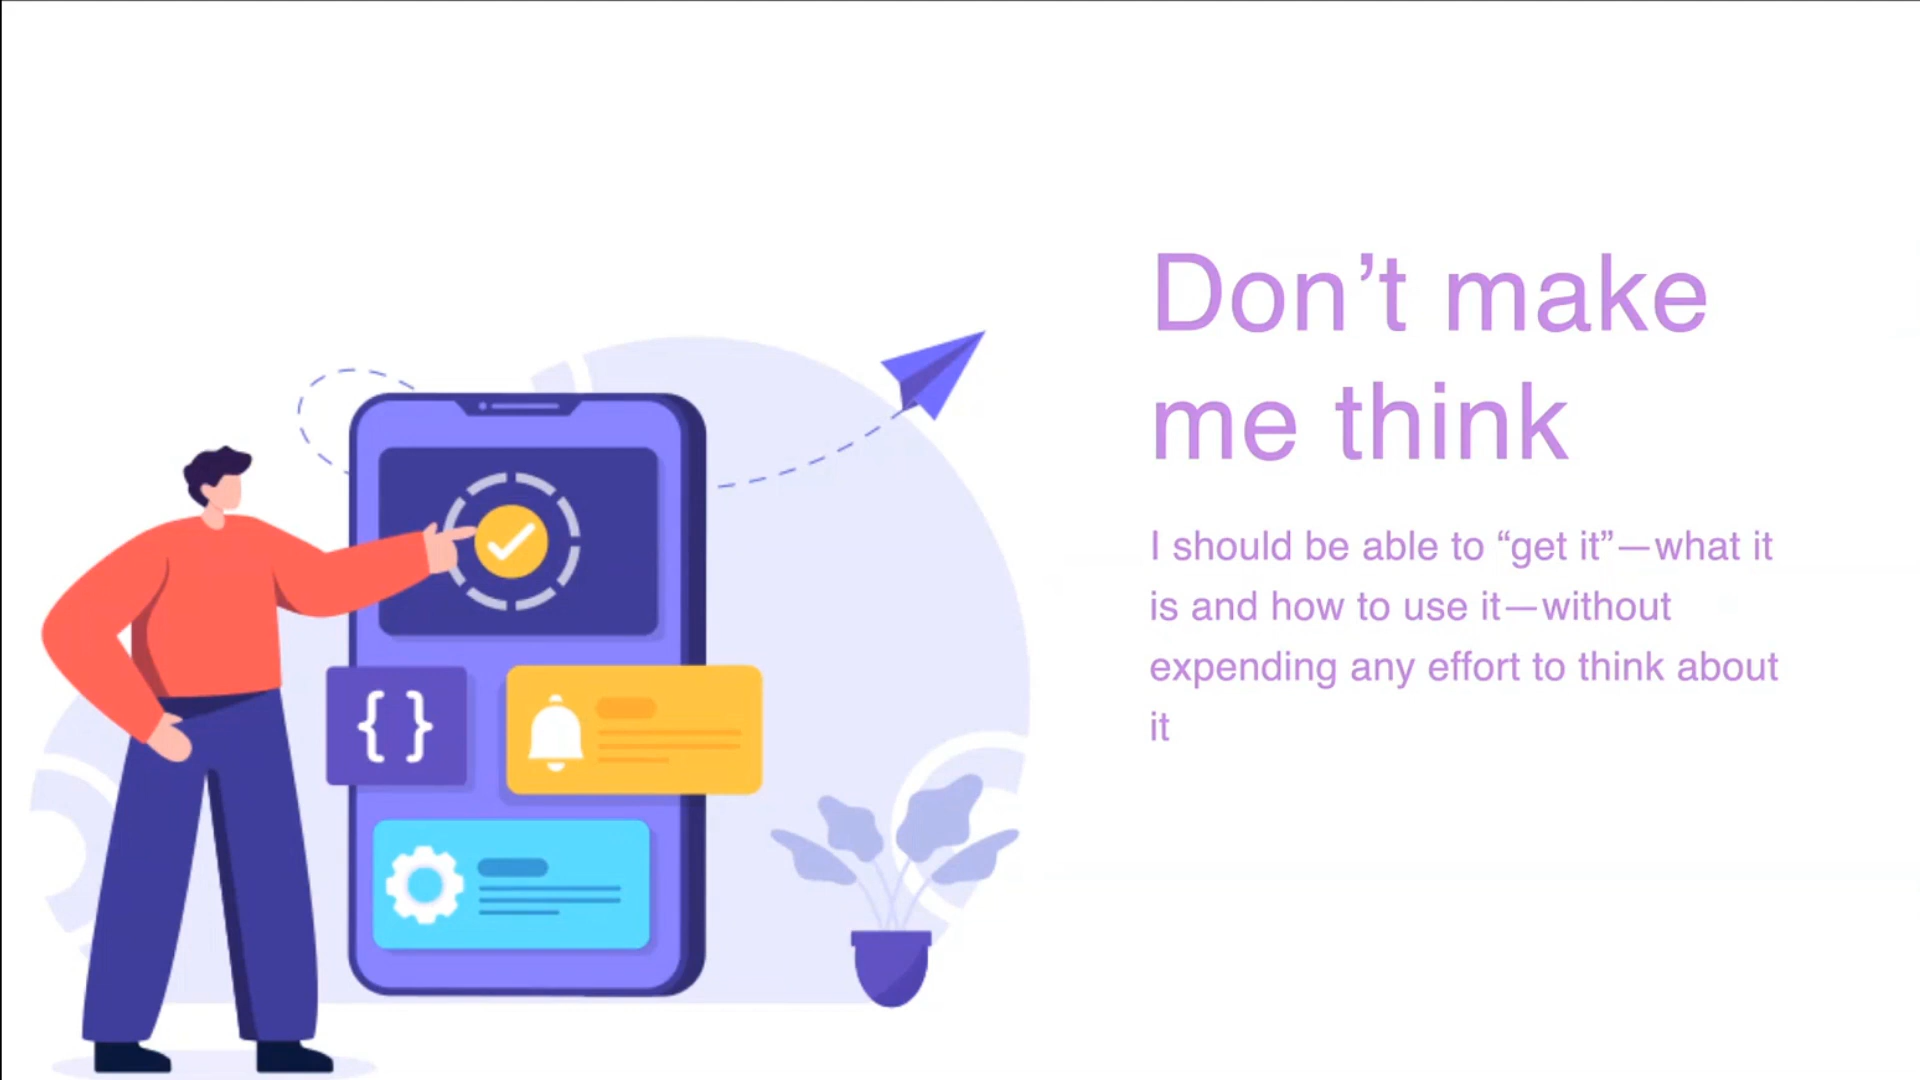 Don’t make
me think
I should be able to “get it”—what it
is and how to use it—without
expending any effort to think about
it
{ }